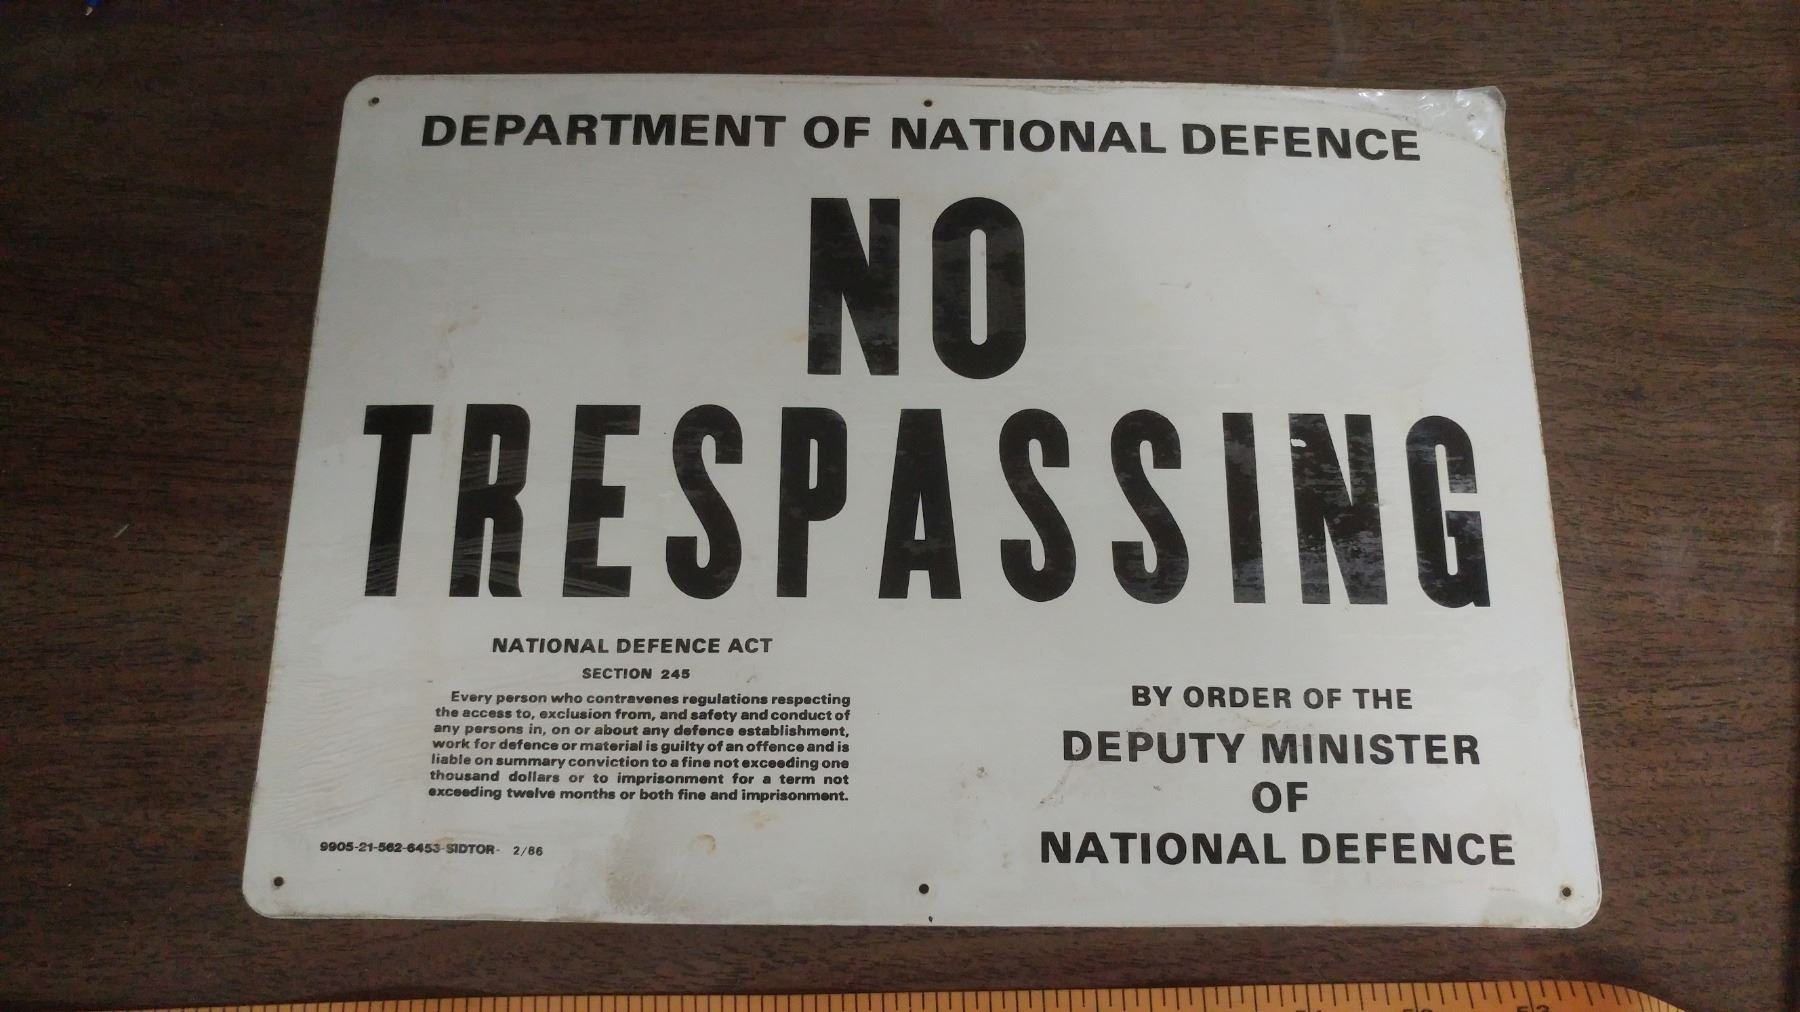 DEPARTMENT OF NATIONAL DEFENCE
NO
TRESPASSING
NATIONAL DEFENCE ACT
SECTION 245
Every person who contravenes regulations respecting
the access to, exclusion from, and safety and conduct of
any persons in, on or about any defence establishment,
work for defence or material is guilty of an offence and is
liable on summary conviction to a fine not exceeding one
thousand dollars or to imprisonment for a term not
exceeding twelve months or both fine and imprisonment.
9905-21-562-6453 SIDTOR- 2/86
BY ORDER OF THE
DEPUTY MINISTER
OF
NATIONAL DEFENCE